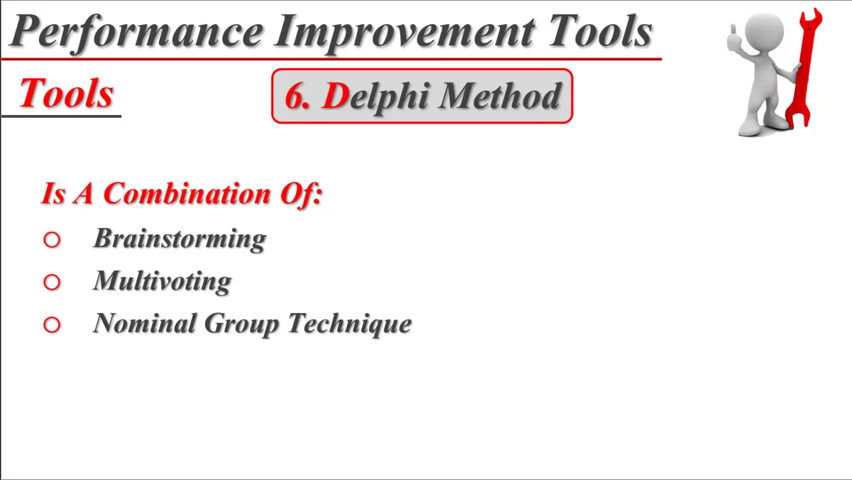 Performance Improvement Tools
Tools
6. Delphi Method
Is A Combination Of:
Brainstorming
Multivoting
Nominal Group Technique